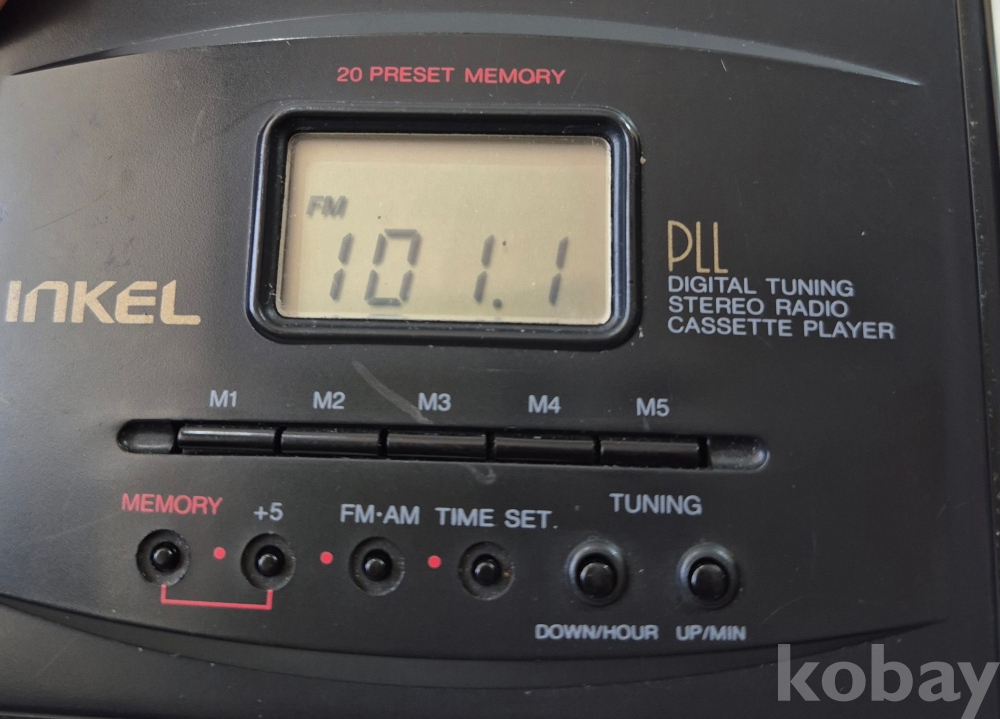 20 PRESET MEMORY
FM
101.1
INKEL
PLL
DIGITAL TUNING
STEREO RADIO
CASSETTE PLAYER
M1 M2 M3 M4 M5
MEMORY +5 FM·AM TIME SET. TUNING
DOWN/HOUR UP/MIN
kobay